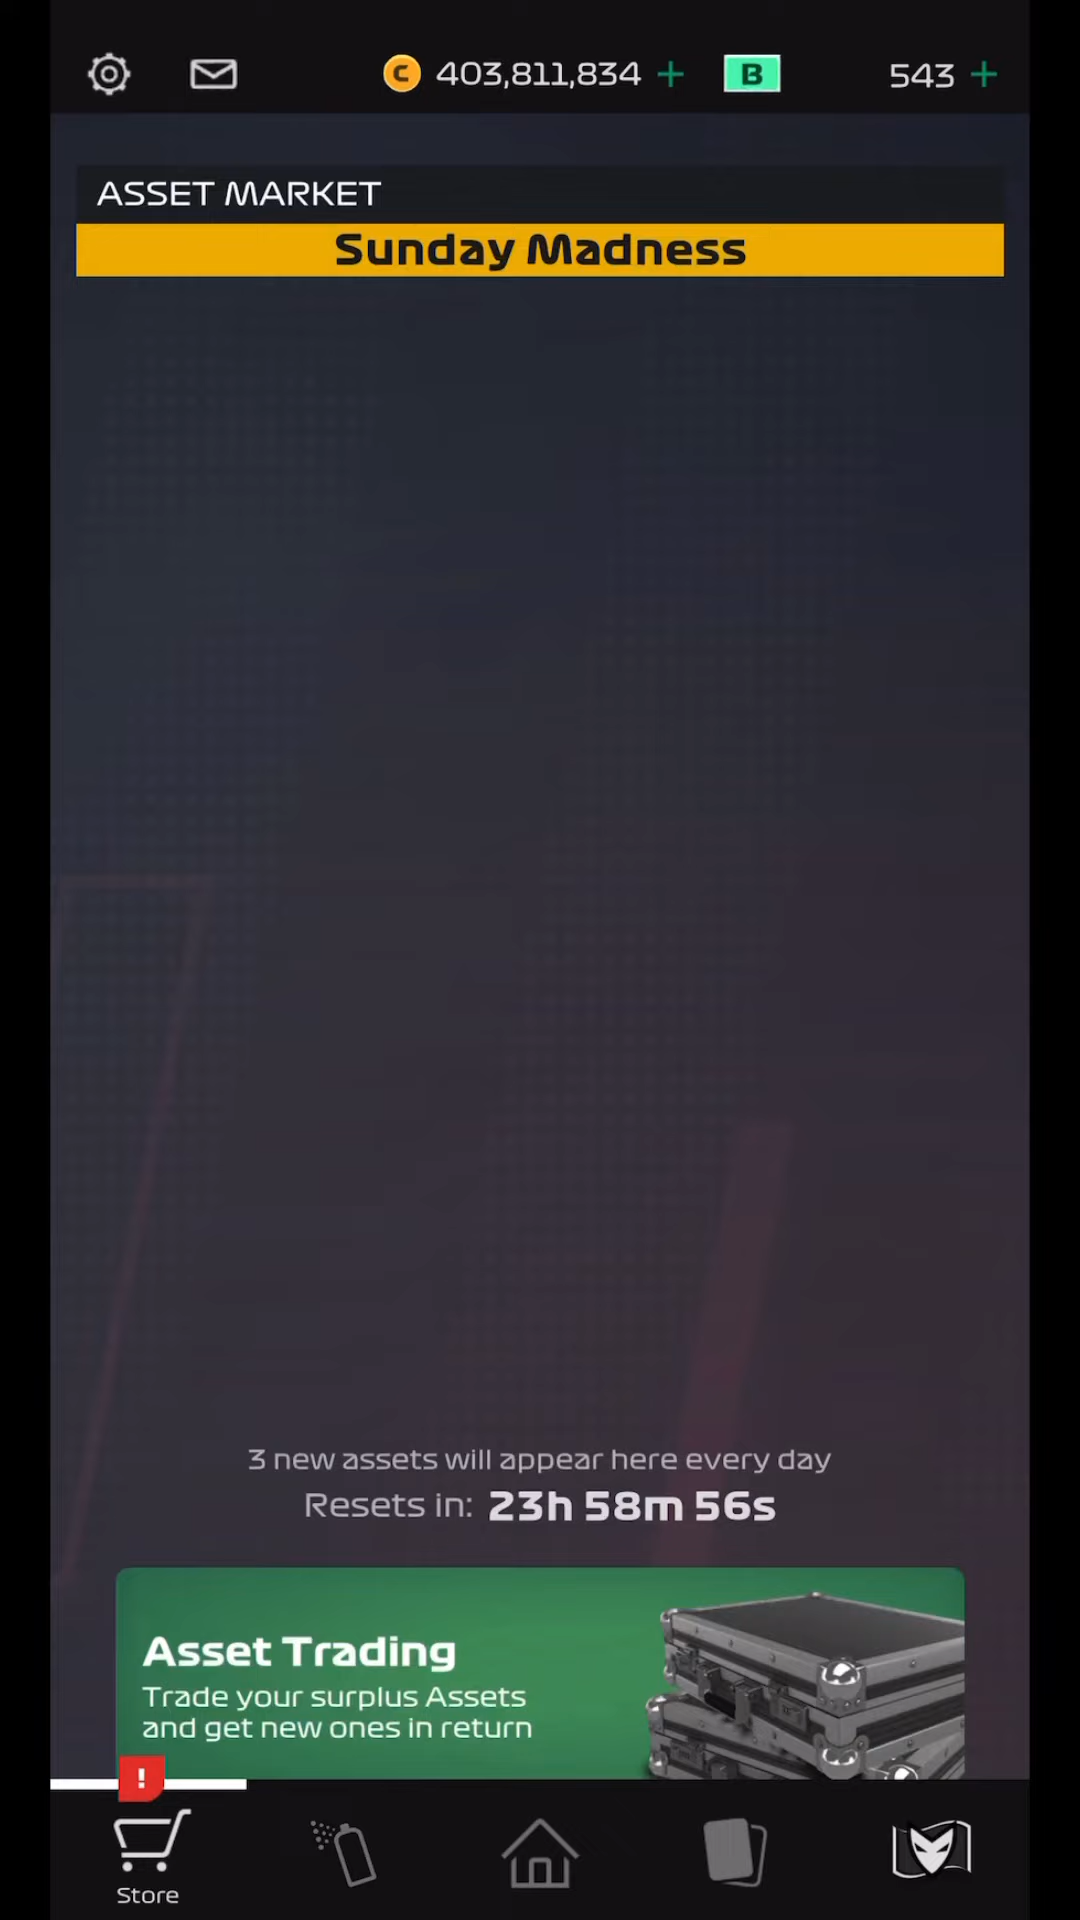 C 403,811,834 + B 543 +
ASSET MARKET
Sunday Madness
3 new assets will appear here every day
Resets in: 23h 58m 56s
Asset Trading
Trade your surplus Assets
and get new ones in return
!
Store